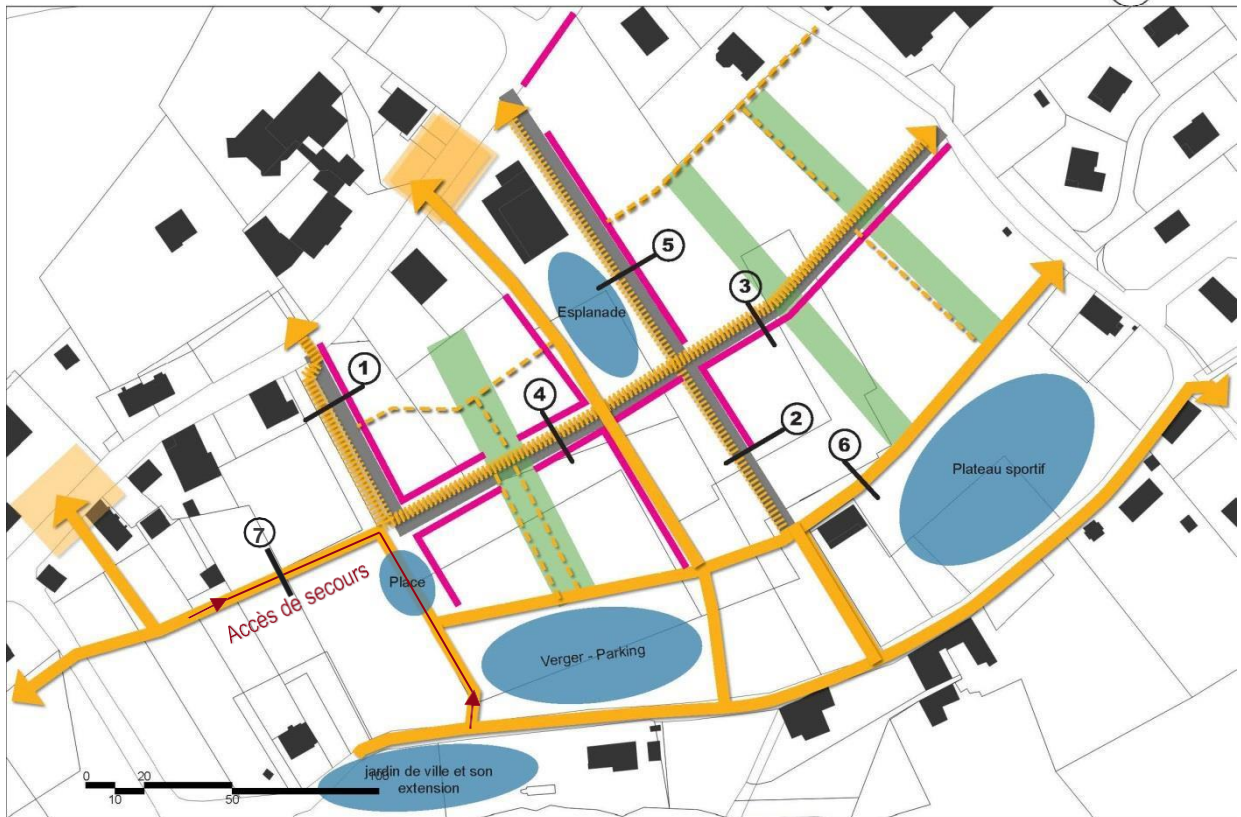 5
Esplanade
3
1
4
2
6
Plateau sportif
7
Accès de secours
Place
Verger - Parking
jardin de ville et son
extension
0 20 100
10 50